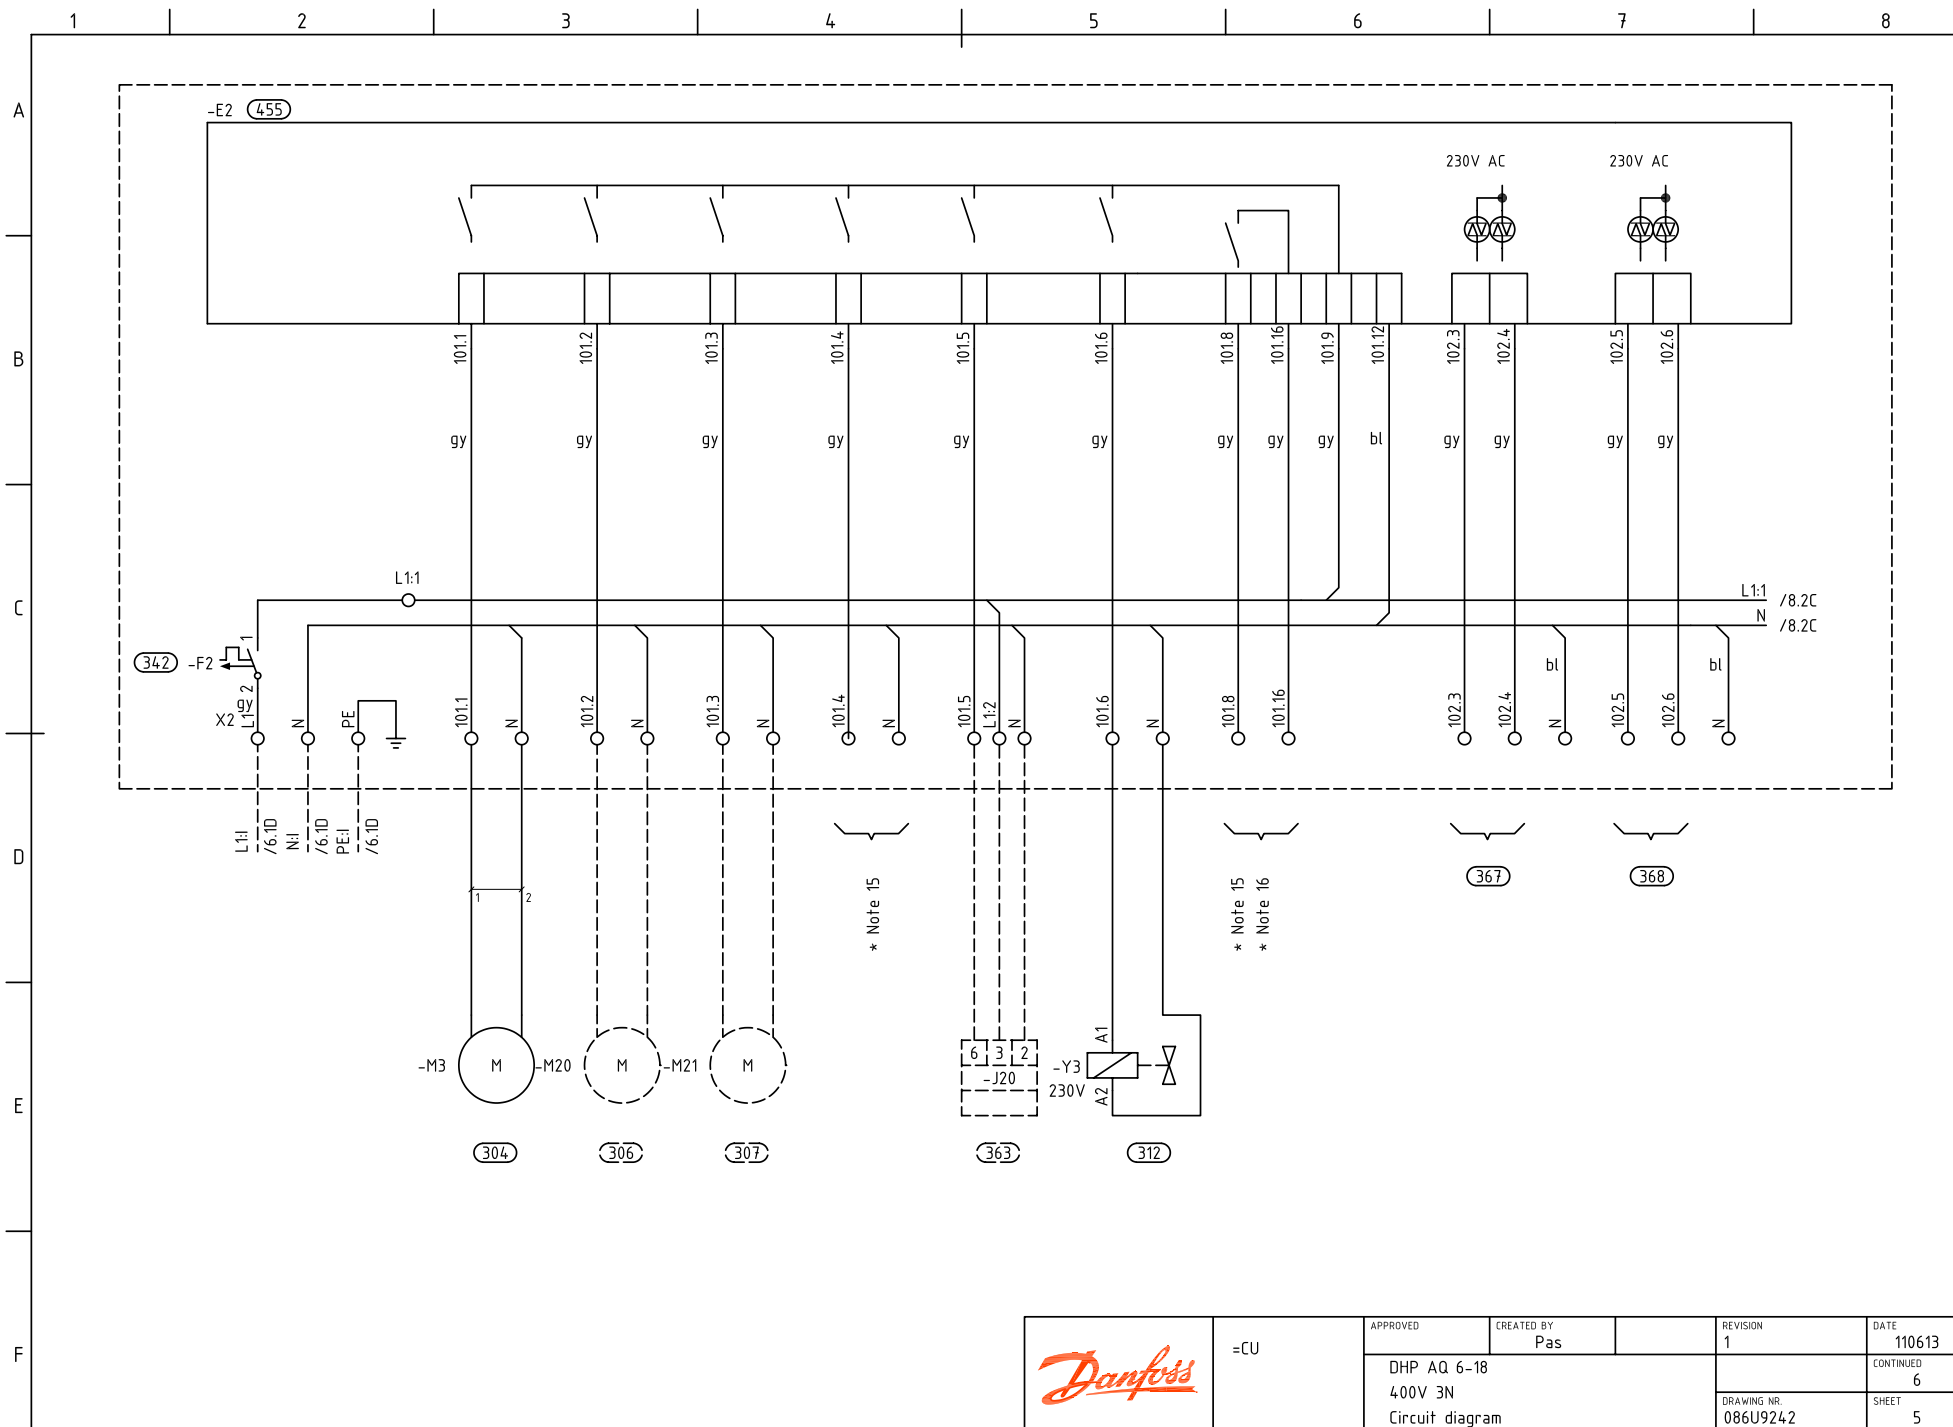 1 2 3 4 5 6 7 8
A
B
C
D
E
F
-E2 455
230V AC 230V AC
101.1 101.2 101.3 101.4 101.5 101.6 101.8 101.16 101.9 101.12 102.3 102.4 102.5 102.6
gy gy gy gy gy gy gy gy gy bl gy gy gy gy
L1:1
L1:1 /8.2C
N /8.2C
342 -F2
1
2
gy
bl bl
X2 L1 N PE 101.1 N 101.2 N 101.3 N 101.4 N 101.5 L1:2 N 101.6 N 101.8 101.16 102.3 102.4 N 102.5 102.6 N
L1:I /6.1D N:I /6.1D PE:I /6.1D
1 2
* Note 15
* Note 15
* Note 16
367 368
-M3 M -M20 M -M21 M
6 3 2
-J20
-Y3
230V
A1
A2
304 306 307 363 312
Danfoss
=CU
APPROVED
CREATED BY
Pas
REVISION
1
DATE
110613
DHP AQ 6-18
400V 3N
Circuit diagram
CONTINUED
6
DRAWING NR.
086U9242
SHEET
5